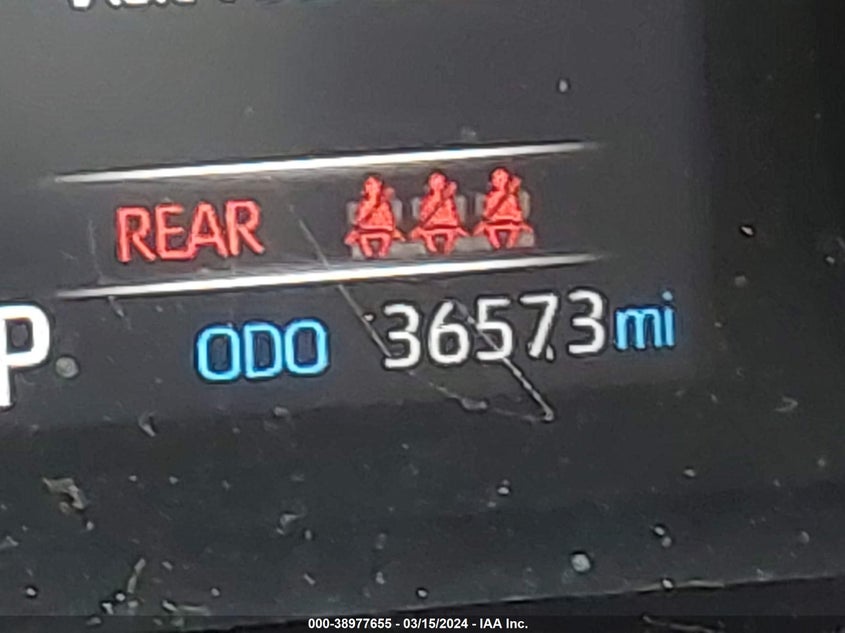 REAR
P
ODO 36573 mi
000-38977655 - 03/15/2024 - IAA Inc.